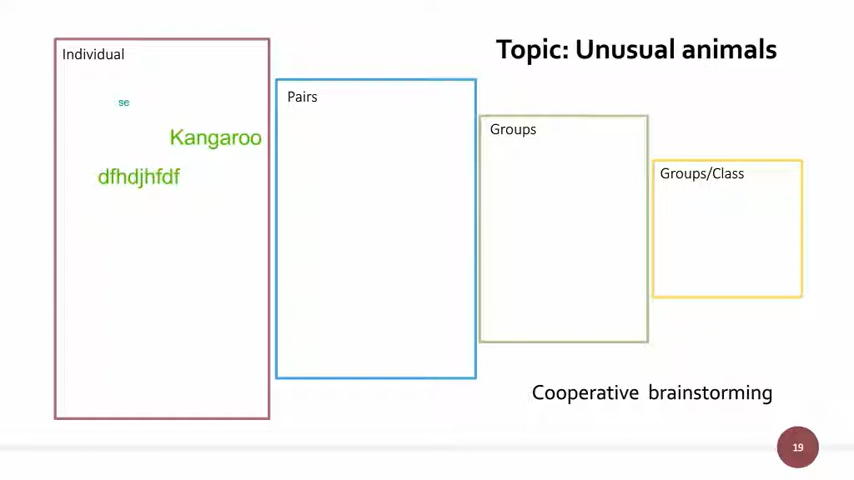 Topic: Unusual animals
Individual
se
Kangaroo
dfhdjhfdf
Pairs
Groups
Groups/Class
Cooperative brainstorming
19